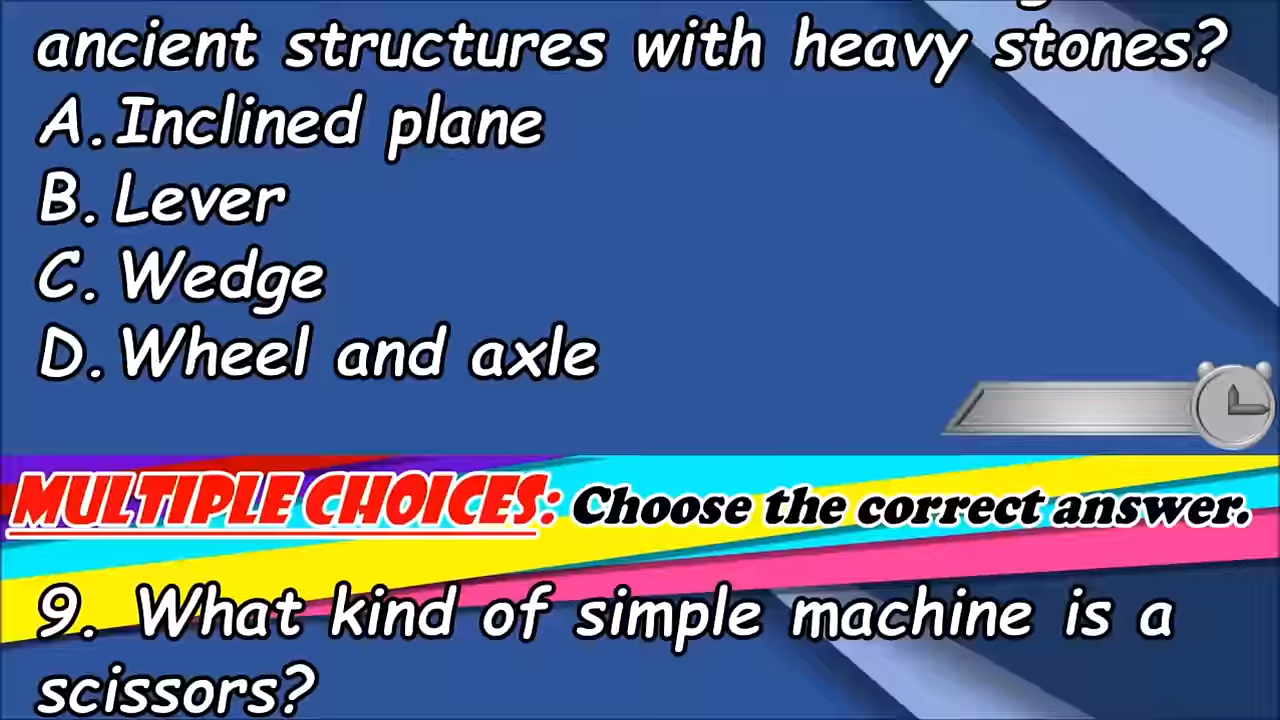 ancient structures with heavy stones?
A. Inclined plane
B. Lever
C. Wedge
D. Wheel and axle
MULTIPLE CHOICES: Choose the correct answer.
9. What kind of simple machine is a
scissors?